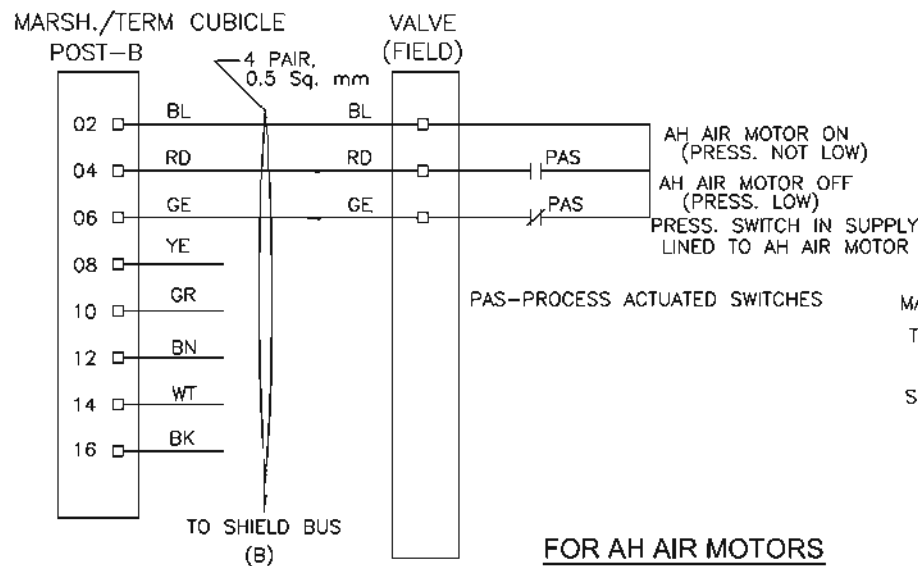 MARSH./TERM CUBICLE
POST-B
VALVE
(FIELD)
4 PAIR,
0.5 Sq. mm
02 BL BL
AH AIR MOTOR ON
(PRESS. NOT LOW)
04 RD RD PAS
AH AIR MOTOR OFF
(PRESS. LOW)
06 GE GE PAS
PRESS. SWITCH IN SUPPLY
LINED TO AH AIR MOTOR
08 YE
10 GR
PAS-PROCESS ACTUATED SWITCHES
MA
T
12 BN
14 WT
S
16 BK
TO SHIELD BUS
(B)
FOR AH AIR MOTORS